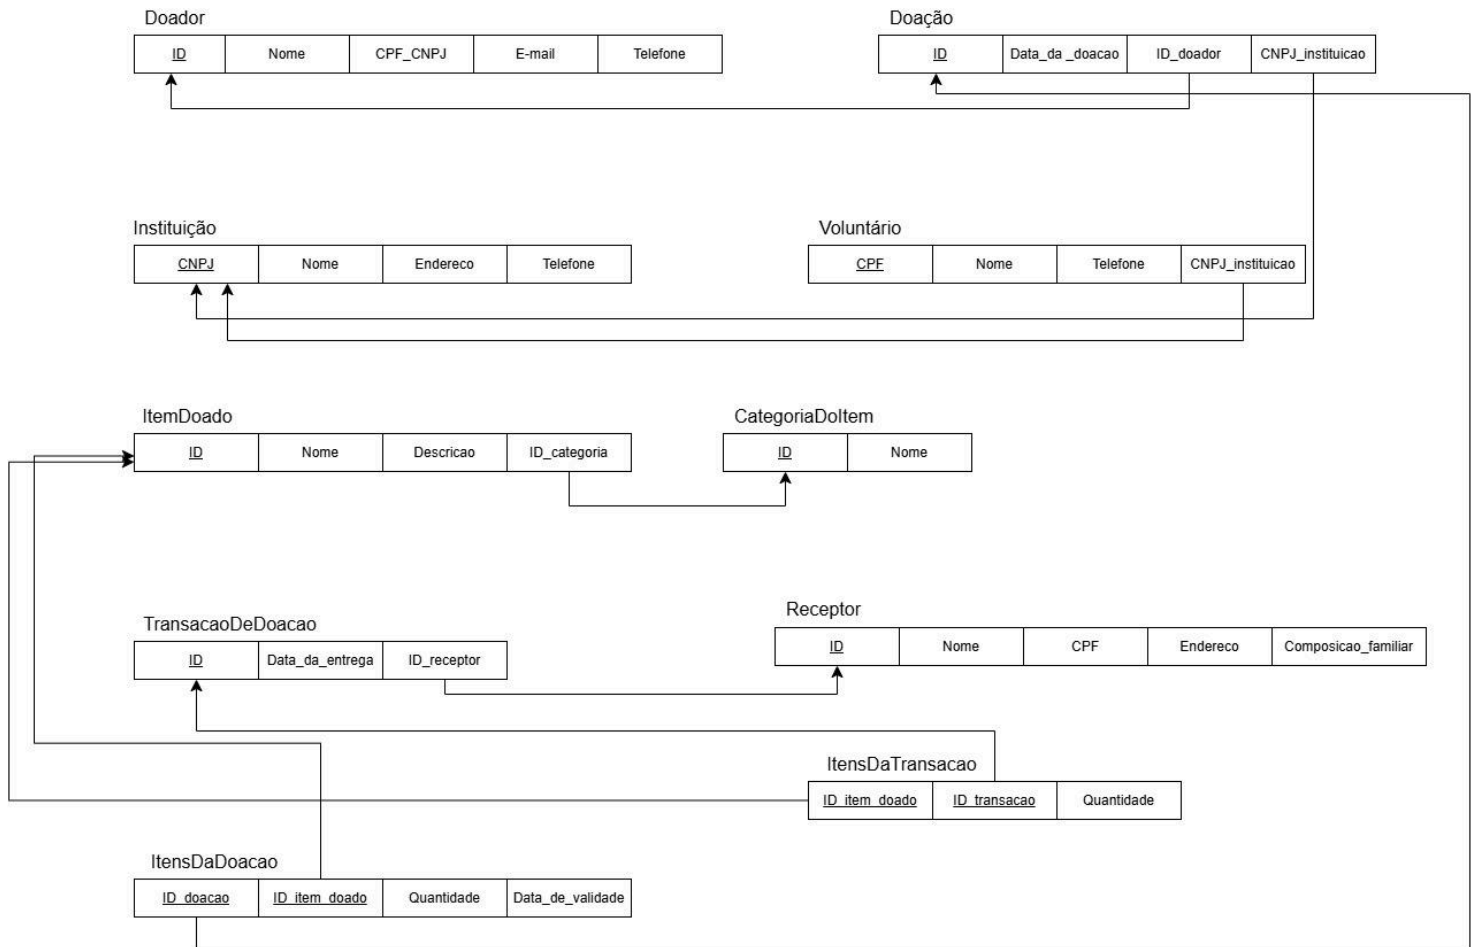 Doador
ID Nome CPF_CNPJ E-mail Telefone
Doação
ID Data_da _doacao ID_doador CNPJ_instituicao
Instituição
CNPJ Nome Endereco Telefone
Voluntário
CPF Nome Telefone CNPJ_instituicao
ItemDoado
ID Nome Descricao ID_categoria
CategoriaDoItem
ID Nome
TransacaoDeDoacao
ID Data_da_entrega ID_receptor
Receptor
ID Nome CPF Endereco Composicao_familiar
ItensDaTransacao
ID_item_doado ID_transacao Quantidade
ItensDaDoacao
ID_doacao ID_item_doado Quantidade Data_de_validade